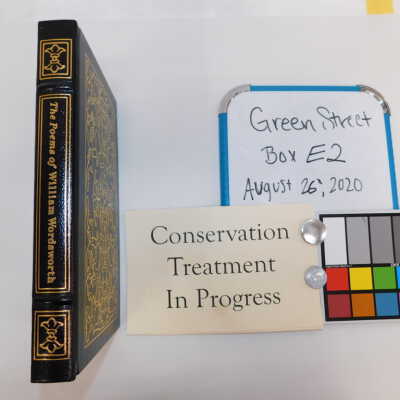 The Poems of William Wordsworth
Green Street
Box E2
August 26, 2020
Conservation
Treatment
In Progress